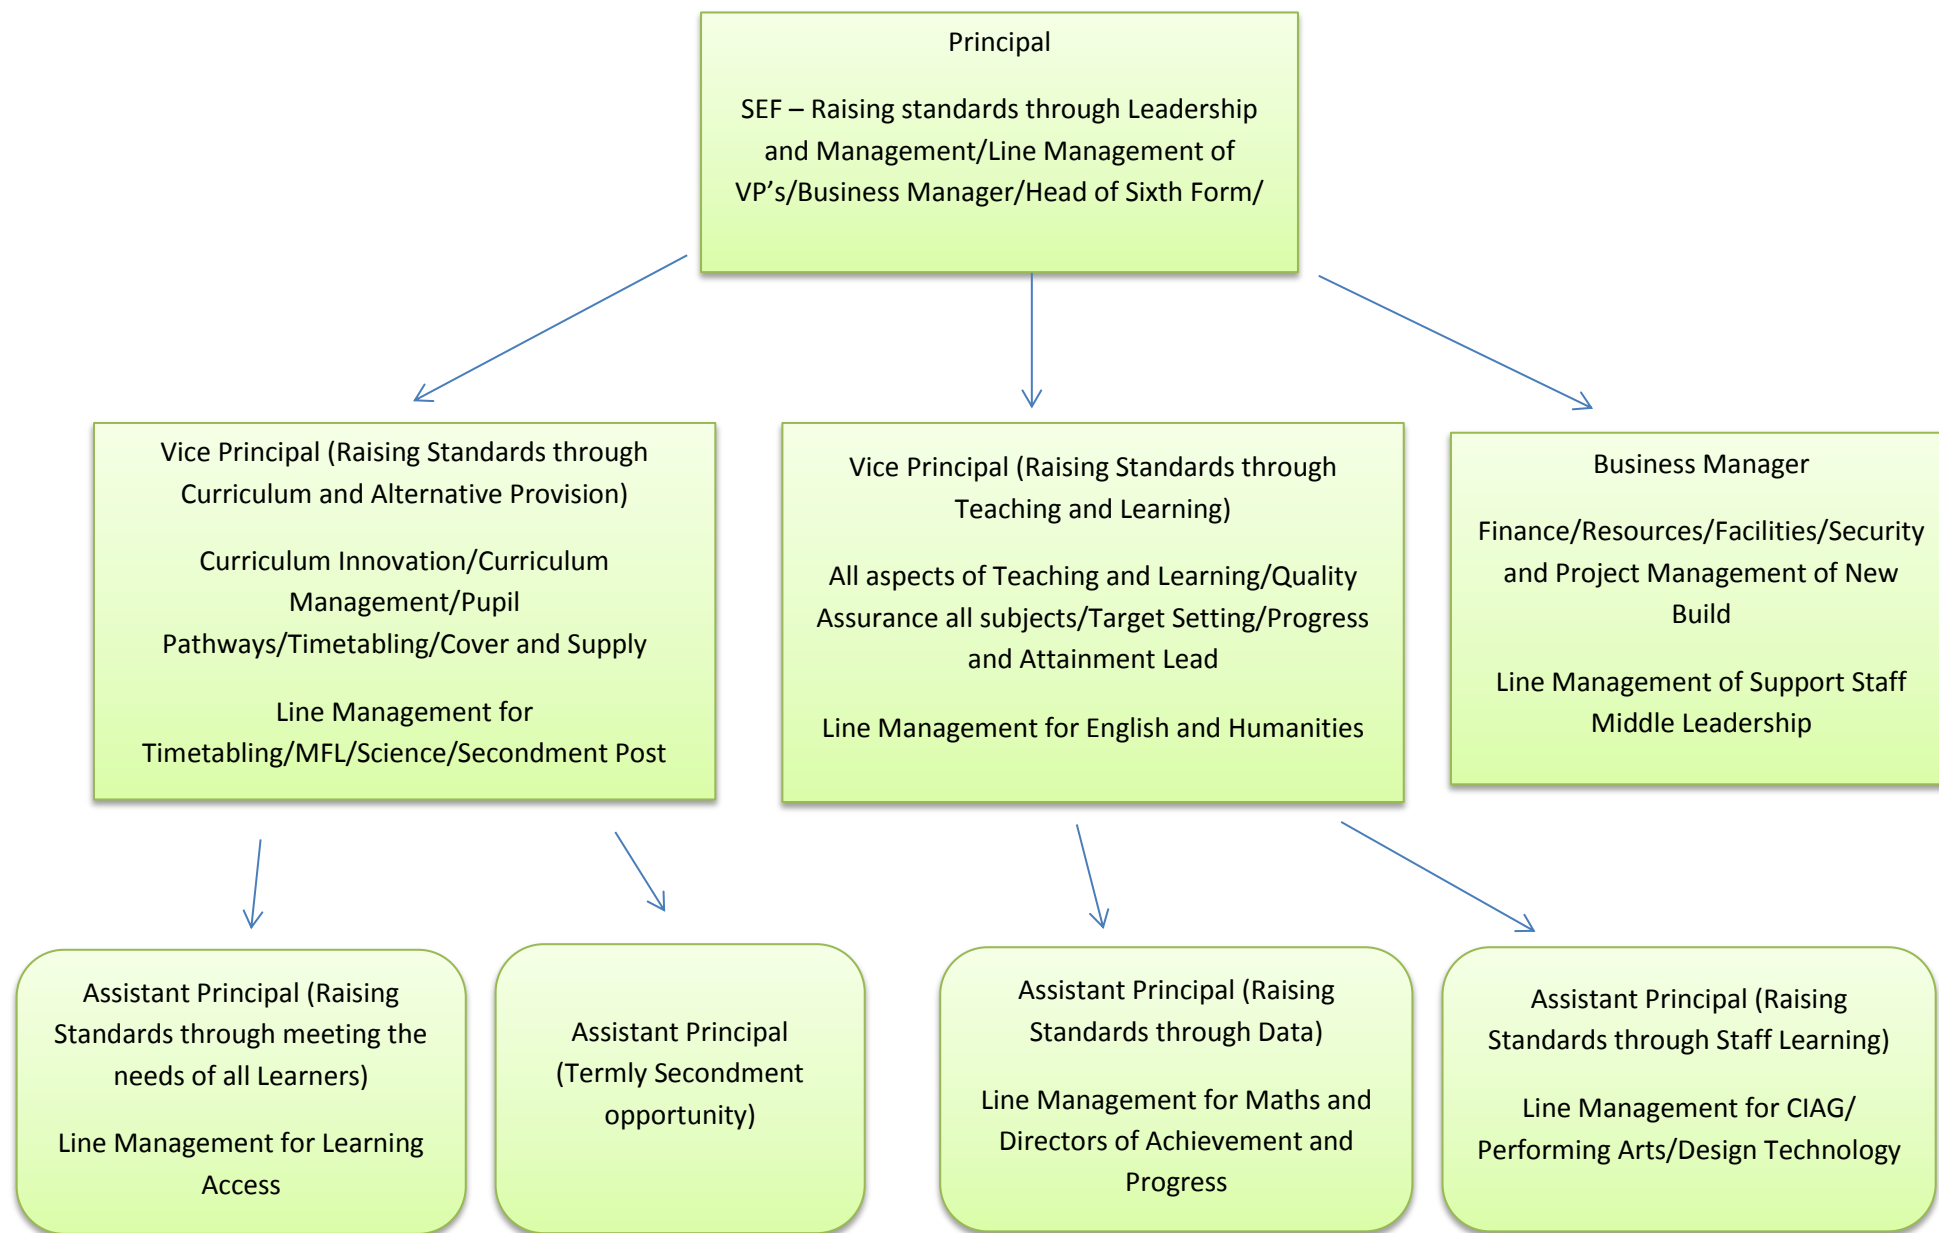 Principal
SEF – Raising standards through Leadership
and Management/Line Management of
VP’s/Business Manager/Head of Sixth Form/
Vice Principal (Raising Standards through
Curriculum and Alternative Provision)
Curriculum Innovation/Curriculum
Management/Pupil
Pathways/Timetabling/Cover and Supply
Line Management for
Timetabling/MFL/Science/Secondment Post
Vice Principal (Raising Standards through
Teaching and Learning)
All aspects of Teaching and Learning/Quality
Assurance all subjects/Target Setting/Progress
and Attainment Lead
Line Management for English and Humanities
Business Manager
Finance/Resources/Facilities/Security
and Project Management of New
Build
Line Management of Support Staff
Middle Leadership
Assistant Principal (Raising
Standards through meeting the
needs of all Learners)
Line Management for Learning
Access
Assistant Principal
(Termly Secondment
opportunity)
Assistant Principal (Raising
Standards through Data)
Line Management for Maths and
Directors of Achievement and
Progress
Assistant Principal (Raising
Standards through Staff Learning)
Line Management for CIAG/
Performing Arts/Design Technology